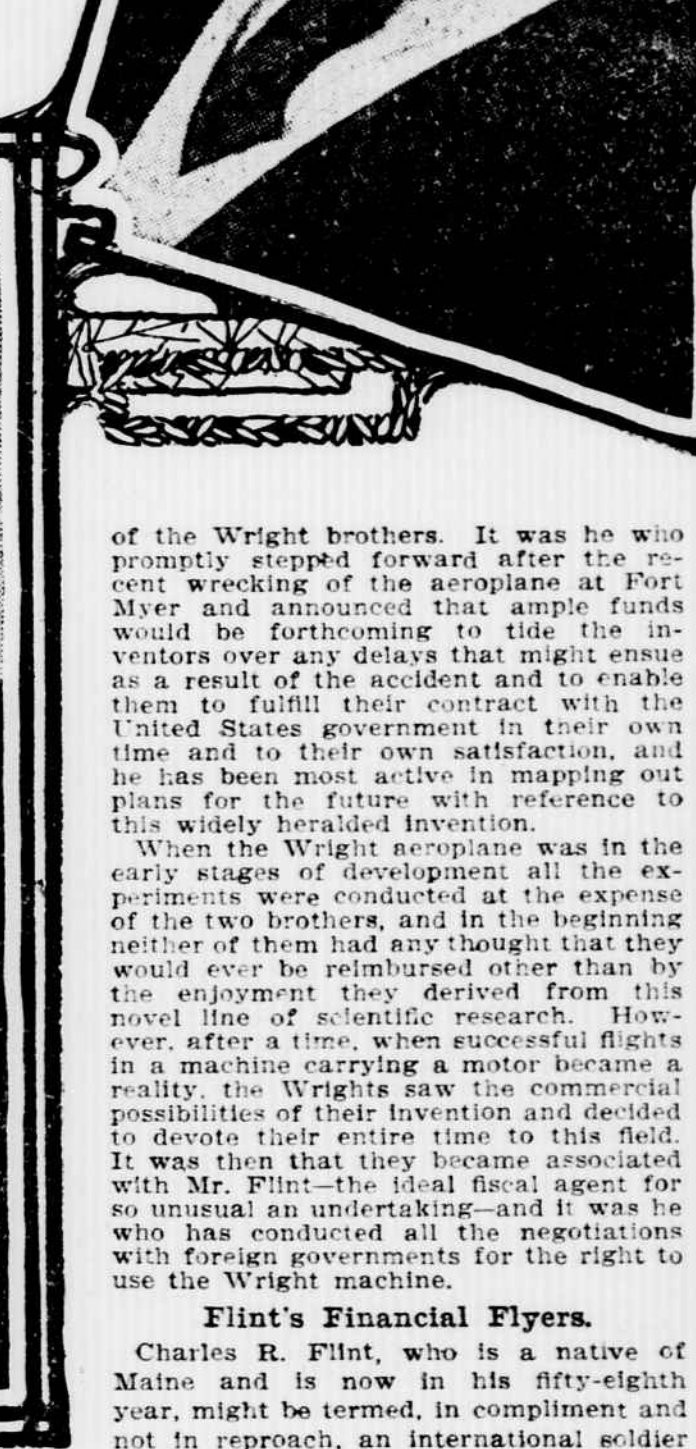 of the Wright brothers. It was he who
promptly stepped forward after the re-
cent wrecking of the aeroplane at Fort
Myer and announced that ample funds
would be forthcoming to tide the in-
ventors over any delays that might ensue
as a result of the accident and to enable
them to fulfill their contract with the
United States government in their own
time and to their own satisfaction, and
he has been most active in mapping out
plans for the future with reference to
this widely heralded invention.
When the Wright aeroplane was in the
early stages of development all the ex-
periments were conducted at the expense
of the two brothers, and in the beginning
neither of them had any thought that they
would ever be reimbursed other than by
the enjoyment they derived from this
novel line of scientific research. How-
ever, after a time, when successful flights
in a machine carrying a motor became a
reality, the Wrights saw the commercial
possibilities of their invention and decided
to devote their entire time to this field.
It was then that they became associated
with Mr. Flint—the ideal fiscal agent for
so unusual an undertaking—and it was he
who has conducted all the negotiations
with foreign governments for the right to
use the Wright machine.
Flint's Financial Flyers.
Charles R. Flint, who is a native of
Maine and is now in his fifty-eighth
year, might be termed, in compliment and
not in reproach, an international soldier